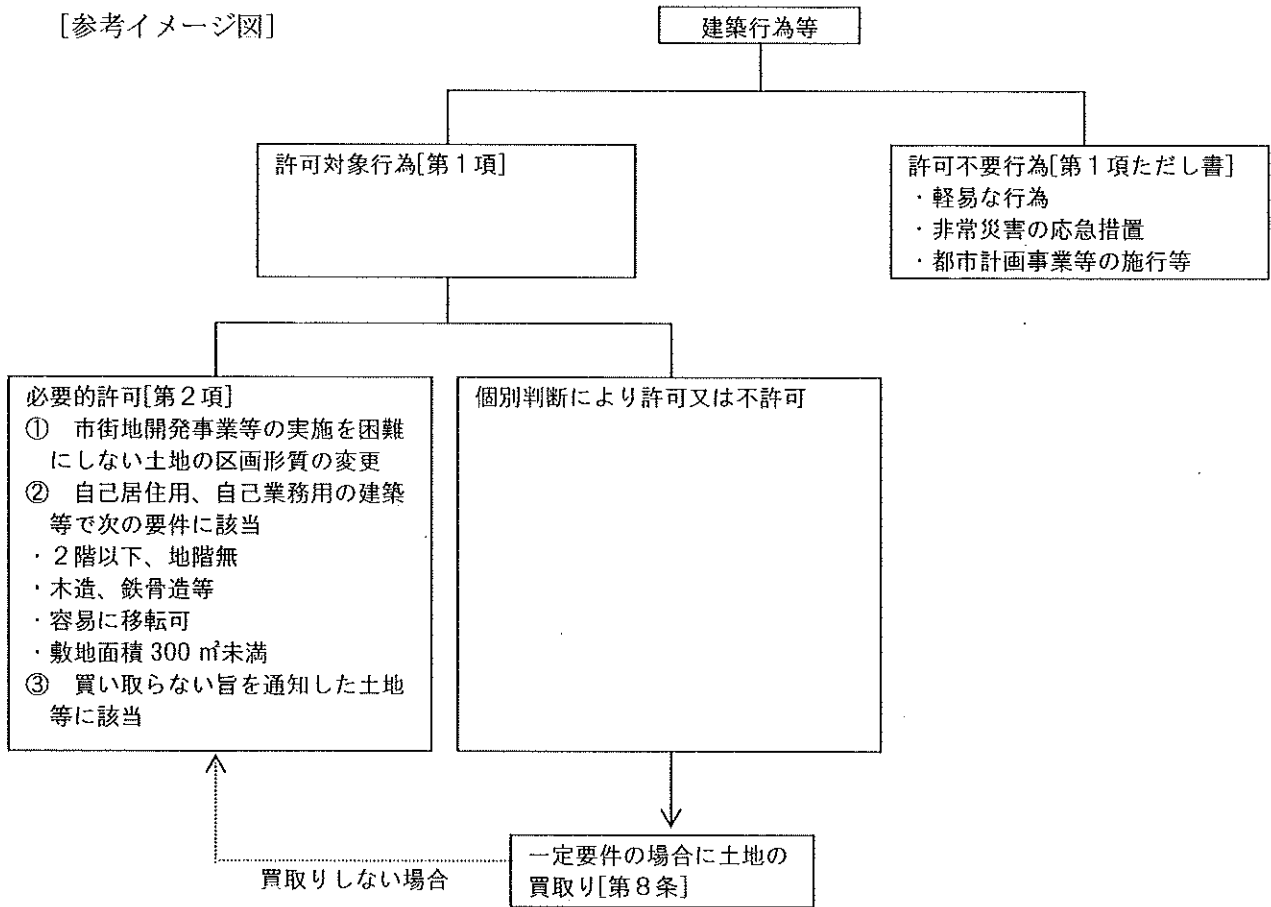 [参考イメージ図]
建築行為等
許可対象行為[第１項]
許可不要行為[第１項ただし書]
・軽易な行為
・非常災害の応急措置
・都市計画事業等の施行等
必要的許可[第２項]
①　市街地開発事業等の実施を困難
にしない土地の区画形質の変更
②　自己居住用、自己業務用の建築
等で次の要件に該当
・２階以下、地階無
・木造、鉄骨造等
・容易に移転可
・敷地面積 300 ㎡未満
③　買い取らない旨を通知した土地
等に該当
個別判断により許可又は不許可
一定要件の場合に土地の
買取り[第８条]
買取りしない場合